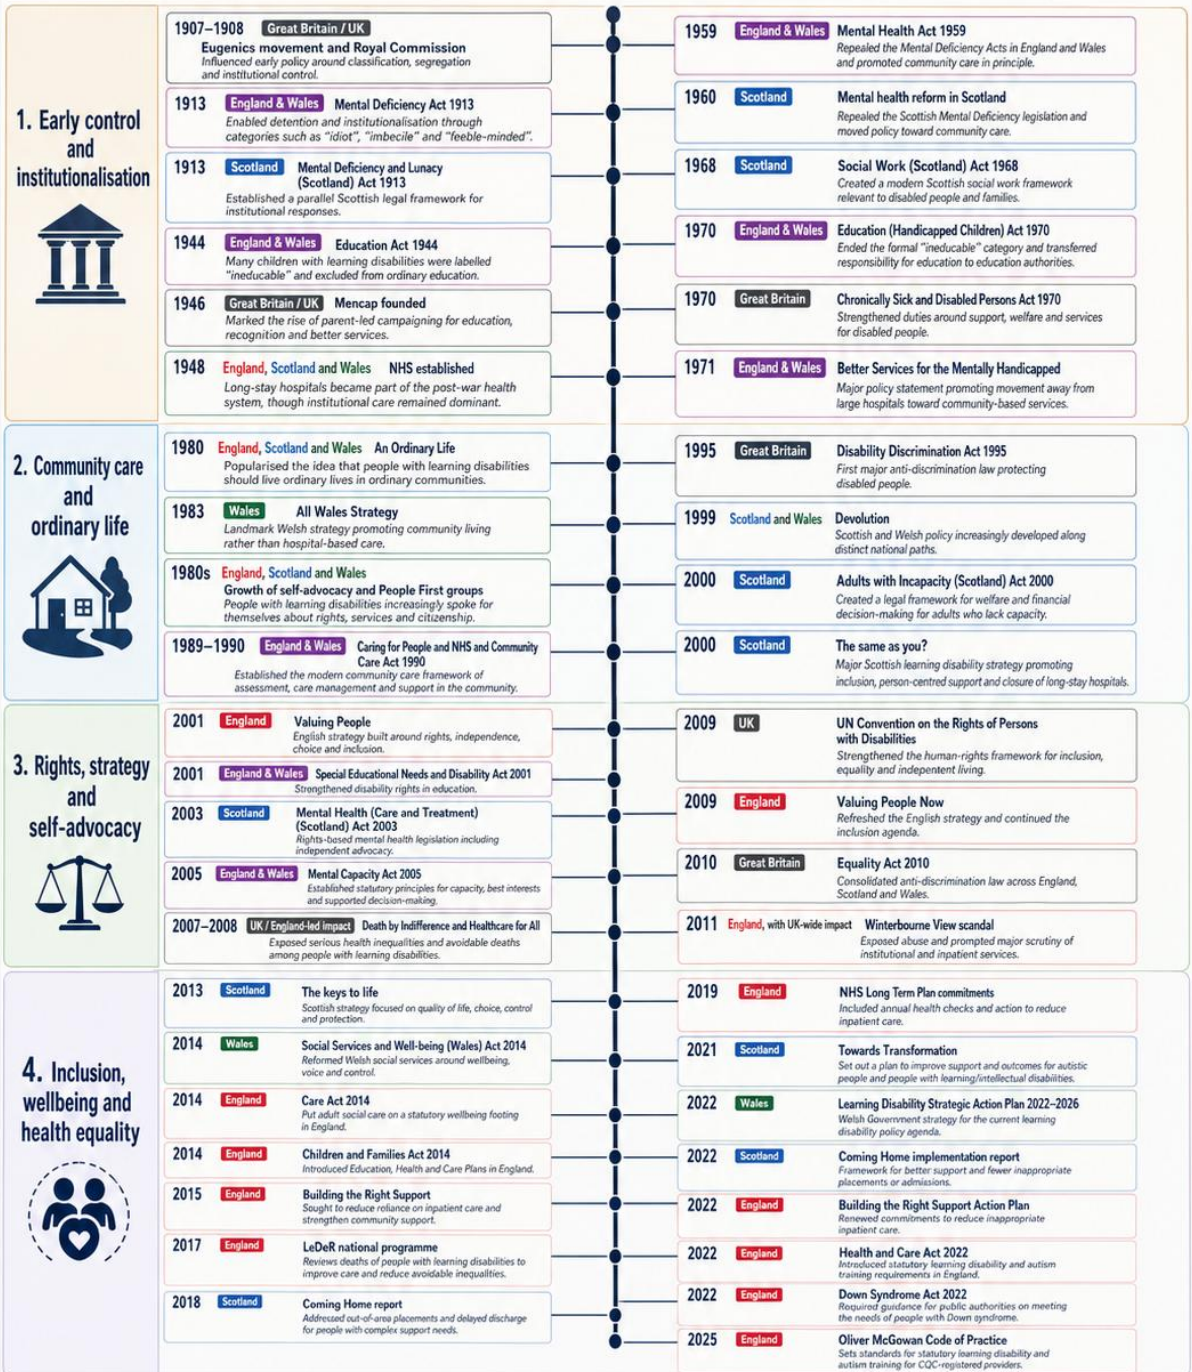 1. Early control
and
institutionalisation
1907–1908 Great Britain / UK
Eugenics movement and Royal Commission
Influenced early policy around classification, segregation
and institutional control.
1913 England & Wales Mental Deficiency Act 1913
Enabled detention and institutionalisation through
categories such as “idiot”, “imbecile” and “feeble-minded”.
1913 Scotland Mental Deficiency and Lunacy
(Scotland) Act 1913
Established a parallel Scottish legal framework for
institutional responses.
1944 England & Wales Education Act 1944
Many children with learning disabilities were labelled
“ineducable” and excluded from ordinary education.
1946 Great Britain / UK Mencap founded
Marked the rise of parent-led campaigning for education,
recognition and better services.
1948 England, Scotland and Wales NHS established
Long-stay hospitals became part of the post-war health
system, though institutional care remained dominant.
1959 England & Wales Mental Health Act 1959
Repealed the Mental Deficiency Acts in England and Wales
and promoted community care in principle.
1960 Scotland Mental health reform in Scotland
Repealed the Scottish Mental Deficiency legislation and
moved policy toward community care.
1968 Scotland Social Work (Scotland) Act 1968
Created a modern Scottish social work framework
relevant to disabled people and families.
1970 England & Wales Education (Handicapped Children) Act 1970
Ended the formal “ineducable” category and transferred
responsibility for education to education authorities.
1970 Great Britain Chronically Sick and Disabled Persons Act 1970
Strengthened duties around support, welfare and services
for disabled people.
1971 England & Wales Better Services for the Mentally Handicapped
Major policy statement promoting movement away from
large hospitals toward community-based services.
2. Community care
and
ordinary life
1980 England, Scotland and Wales An Ordinary Life
Popularised the idea that people with learning disabilities
should live ordinary lives in ordinary communities.
1983 Wales All Wales Strategy
Landmark Welsh strategy promoting community living
rather than hospital-based care.
1980s England, Scotland and Wales
Growth of self-advocacy and People First groups
People with learning disabilities increasingly spoke for
themselves about rights, services and citizenship.
1989–1990 England & Wales Caring for People and NHS and Community
Care Act 1990
Established the modern community care framework of
assessment, care management and support in the community.
1995 Great Britain Disability Discrimination Act 1995
First major anti-discrimination law protecting
disabled people.
1999 Scotland and Wales Devolution
Scottish and Welsh policy increasingly developed along
distinct national paths.
2000 Scotland Adults with Incapacity (Scotland) Act 2000
Created a legal framework for welfare and financial
decision-making for adults who lack capacity.
2000 Scotland The same as you?
Major Scottish learning disability strategy promoting
inclusion, person-centred support and closure of long-stay hospitals.
3. Rights, strategy
and
self-advocacy
2001 England Valuing People
English strategy built around rights, independence,
choice and inclusion.
2001 England & Wales Special Educational Needs and Disability Act 2001
Strengthened disability rights in education.
2003 Scotland Mental Health (Care and Treatment)
(Scotland) Act 2003
Rights-based mental health legislation including
independent advocacy.
2005 England & Wales Mental Capacity Act 2005
Established statutory principles for capacity, best interests
and supported decision-making.
2007–2008 UK / England-led impact Death by Indifference and Healthcare for All
Exposed serious health inequalities and avoidable deaths
among people with learning disabilities.
2009 UK UN Convention on the Rights of Persons
with Disabilities
Strengthened the human-rights framework for inclusion,
equality and indepentent living.
2009 England Valuing People Now
Refreshed the English strategy and continued the
inclusion agenda.
2010 Great Britain Equality Act 2010
Consolidated anti-discrimination law across England,
Scotland and Wales.
2011 England, with UK-wide impact Winterbourne View scandal
Exposed abuse and prompted major scrutiny of
institutional and inpatient services.
4. Inclusion,
wellbeing and
health equality
2013 Scotland The keys to life
Scottish strategy focused on quality of life, choice, control
and protection.
2014 Wales Social Services and Well-being (Wales) Act 2014
Reformed Welsh social services around wellbeing,
voice and control.
2014 England Care Act 2014
Put adult social care on a statutory wellbeing footing
in England.
2014 England Children and Families Act 2014
Introduced Education, Health and Care Plans in England.
2015 England Building the Right Support
Sought to reduce reliance on inpatient care and
strengthen community support.
2017 England LeDeR national programme
Reviews deaths of people with learning disabilities to
improve care and reduce avoidable inequalities.
2018 Scotland Coming Home report
Addressed out-of-area placements and delayed discharge
for people with complex support needs.
2019 England NHS Long Term Plan commitments
Included annual health checks and action to reduce
inpatient care.
2021 Scotland Towards Transformation
Set out a plan to improve support and outcomes for autistic
people and people with learning/intellectual disabilities.
2022 Wales Learning Disability Strategic Action Plan 2022–2026
Welsh Government strategy for the current learning
disability policy agenda.
2022 Scotland Coming Home implementation report
Framework for better support and fewer inappropriate
placements or admissions.
2022 England Building the Right Support Action Plan
Renewed commitments to reduce inappropriate
inpatient care.
2022 England Health and Care Act 2022
Introduced statutory learning disability and autism
training requirements in England.
2022 England Down Syndrome Act 2022
Required guidance for public authorities on meeting
the needs of people with Down syndrome.
2025 England Oliver McGowan Code of Practice
Sets standards for statutory learning disability and
autism training for CQC-registered providers.